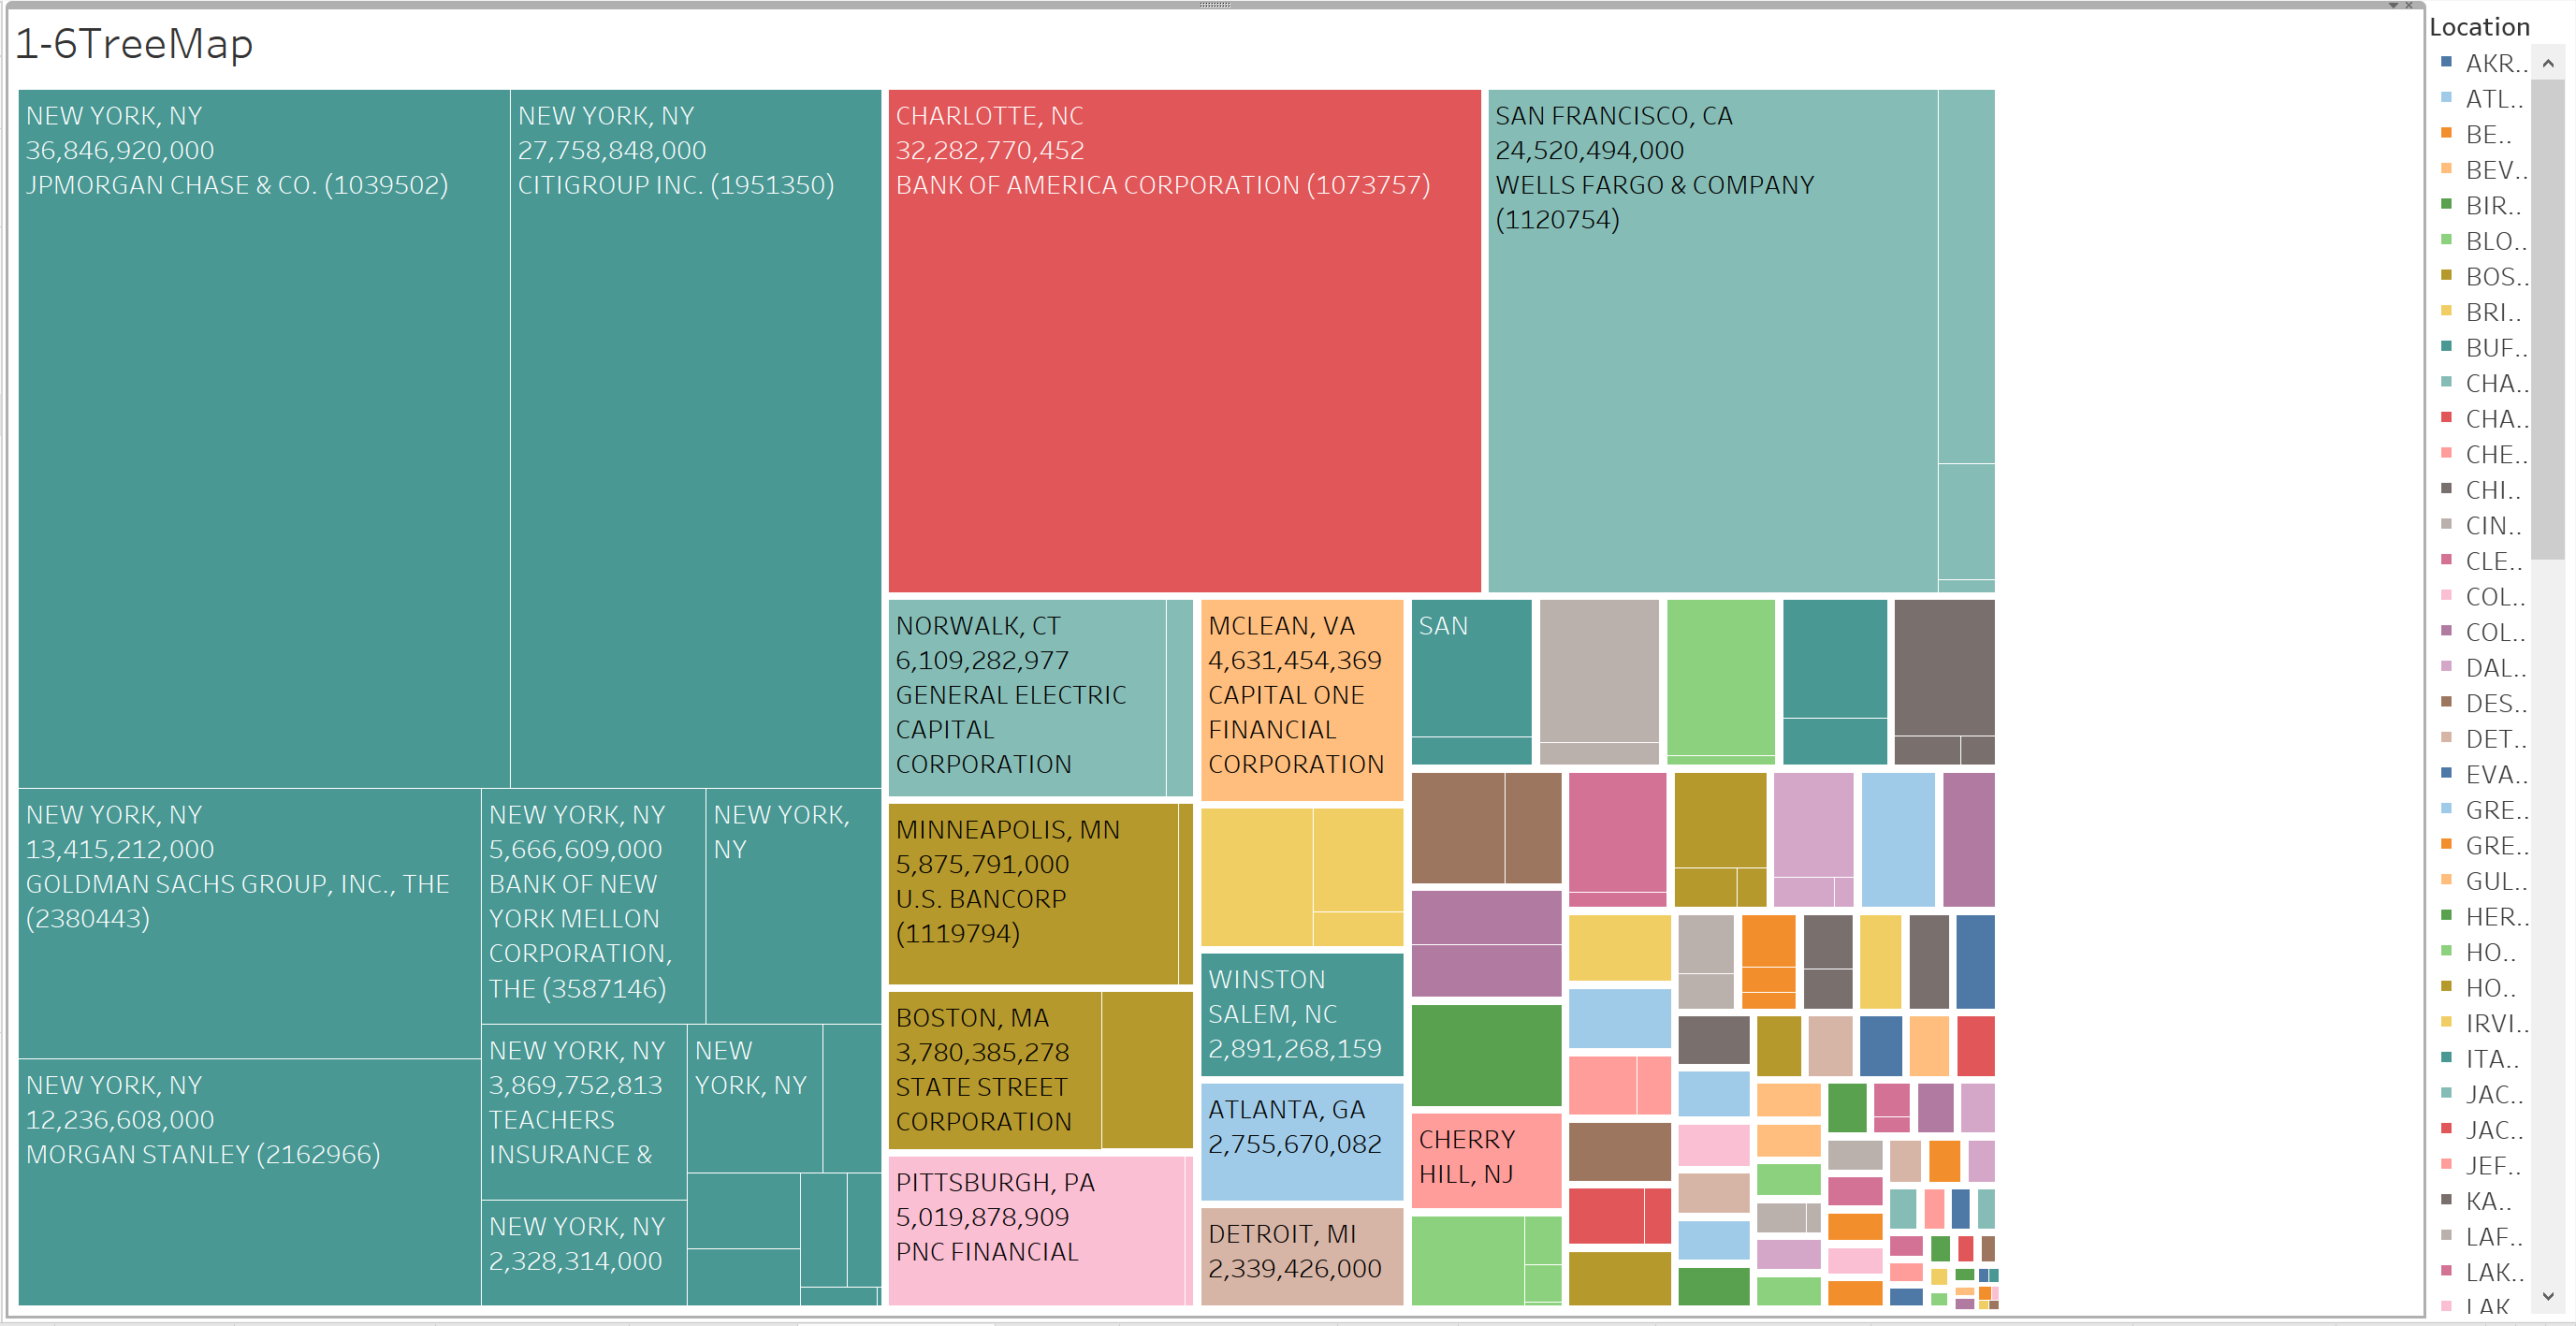 1-6TreeMap
NEW YORK, NY
36,846,920,000
JPMORGAN CHASE & CO. (1039502)
NEW YORK, NY
27,758,848,000
CITIGROUP INC. (1951350)
CHARLOTTE, NC
32,282,770,452
BANK OF AMERICA CORPORATION (1073757)
SAN FRANCISCO, CA
24,520,494,000
WELLS FARGO & COMPANY
(1120754)
NEW YORK, NY
13,415,212,000
GOLDMAN SACHS GROUP, INC., THE
(2380443)
NEW YORK, NY
5,666,609,000
BANK OF NEW
YORK MELLON
CORPORATION,
THE (3587146)
NEW YORK,
NY
NEW YORK, NY
12,236,608,000
MORGAN STANLEY (2162966)
NEW YORK, NY
3,869,752,813
TEACHERS
INSURANCE &
NEW
YORK, NY
NEW YORK, NY
2,328,314,000
NORWALK, CT
6,109,282,977
GENERAL ELECTRIC
CAPITAL
CORPORATION
MINNEAPOLIS, MN
5,875,791,000
U.S. BANCORP
(1119794)
BOSTON, MA
3,780,385,278
STATE STREET
CORPORATION
PITTSBURGH, PA
5,019,878,909
PNC FINANCIAL
MCLEAN, VA
4,631,454,369
CAPITAL ONE
FINANCIAL
CORPORATION
WINSTON
SALEM, NC
2,891,268,159
ATLANTA, GA
2,755,670,082
DETROIT, MI
2,339,426,000
SAN
CHERRY
HILL, NJ
Location
AKR..
ATL..
BE..
BEV..
BIR..
BLO..
BOS..
BRI..
BUF..
CHA..
CHA..
CHE..
CHI..
CIN..
CLE..
COL..
COL..
DAL..
DES..
DET..
EVA..
GRE..
GRE..
GUL..
HER..
HO..
HO..
IRVI..
ITA..
JAC..
JAC..
JEF..
KA..
LAF..
LAK..
LAK